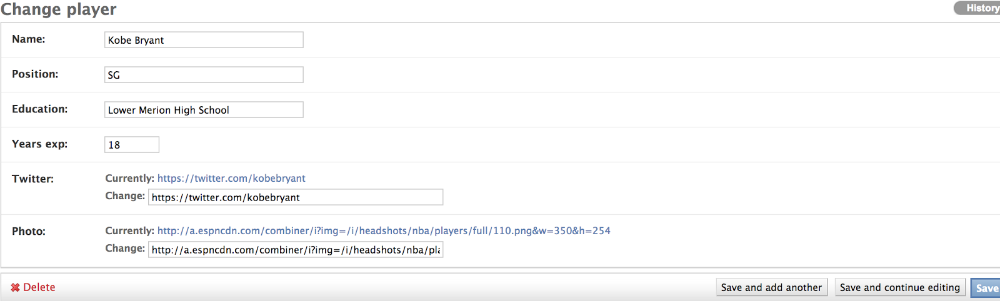 Change player
History
Name: Kobe Bryant
Position: SG
Education: Lower Merion High School
Years exp: 18
Twitter: Currently: https://twitter.com/kobebryant
Change: https://twitter.com/kobebryant
Photo: Currently: http://a.espncdn.com/combiner/i?img=/i/headshots/nba/players/full/110.png&w=350&h=254
Change: http://a.espncdn.com/combiner/i?img=/i/headshots/nba/pla
Delete
Save and add another
Save and continue editing
Save